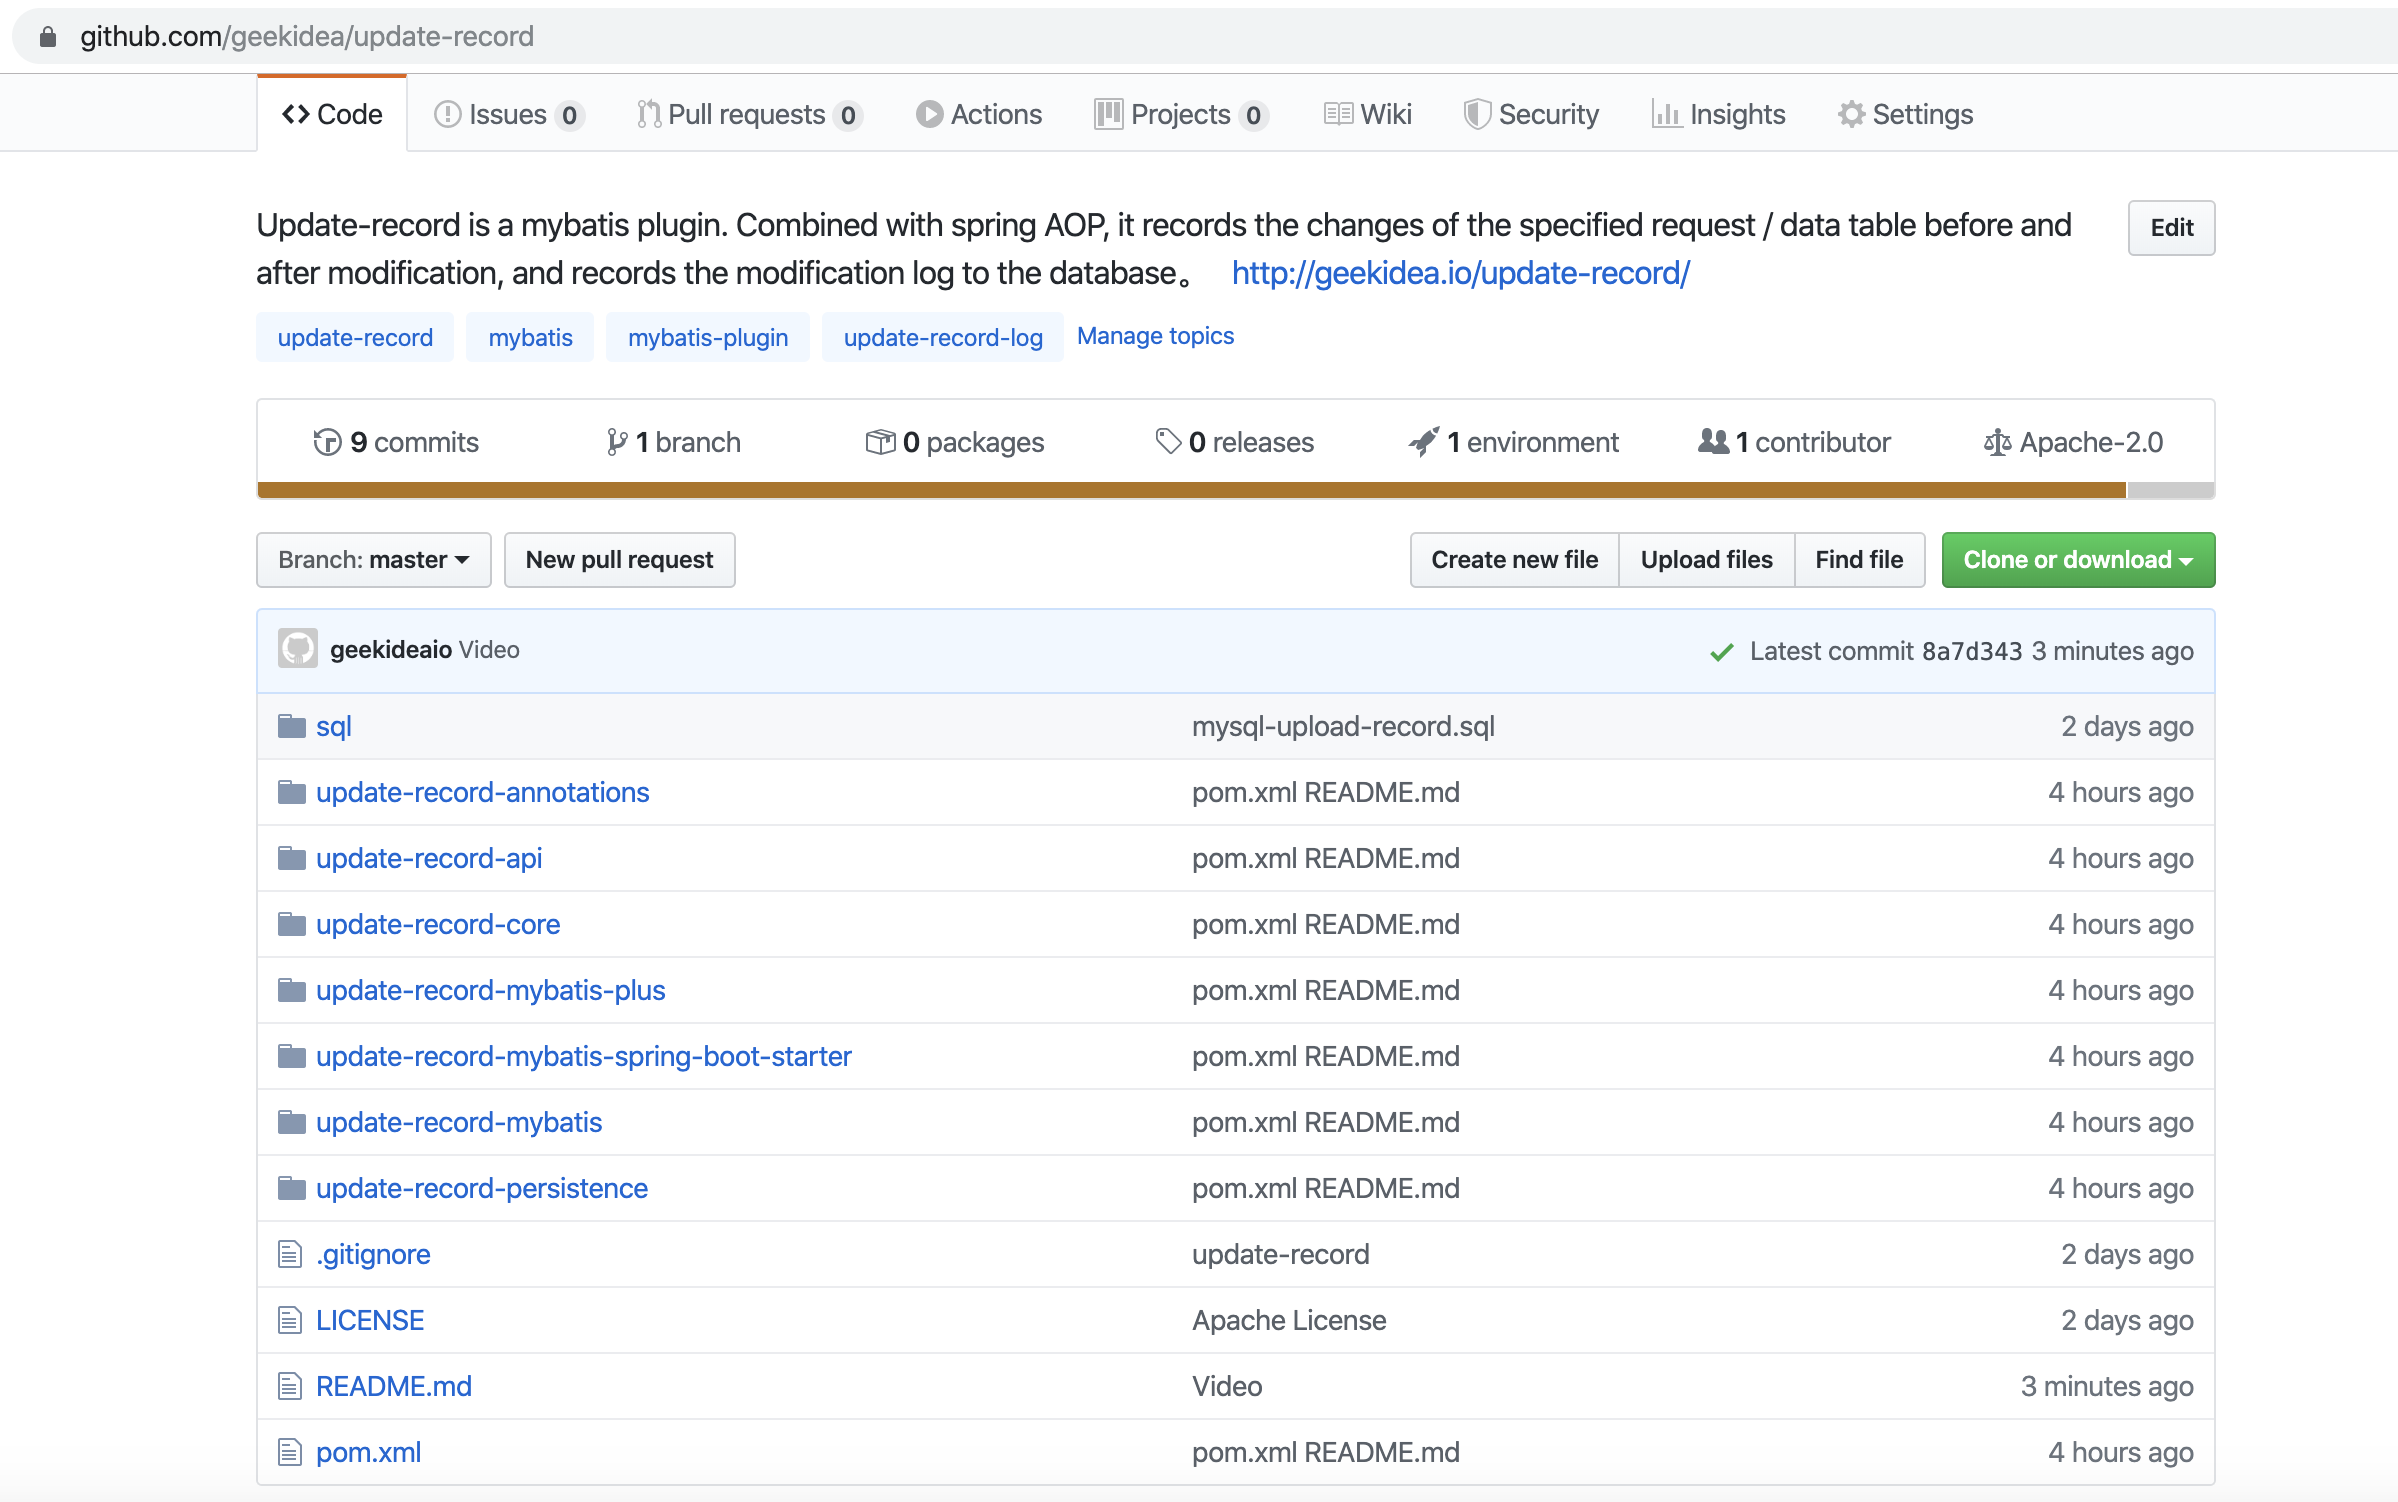 github.com/geekidea/update-record
Code Issues 0 Pull requests 0 Actions Projects 0 Wiki Security Insights Settings
Update-record is a mybatis plugin. Combined with spring AOP, it records the changes of the specified request / data table before and
after modification, and records the modification log to the database。 http://geekidea.io/update-record/
Edit
update-record mybatis mybatis-plugin update-record-log Manage topics
9 commits 1 branch 0 packages 0 releases 1 environment 1 contributor Apache-2.0
Branch: master New pull request Create new file Upload files Find file Clone or download
geekideaio Video Latest commit 8a7d343 3 minutes ago
sql mysql-upload-record.sql 2 days ago
update-record-annotations pom.xml README.md 4 hours ago
update-record-api pom.xml README.md 4 hours ago
update-record-core pom.xml README.md 4 hours ago
update-record-mybatis-plus pom.xml README.md 4 hours ago
update-record-mybatis-spring-boot-starter pom.xml README.md 4 hours ago
update-record-mybatis pom.xml README.md 4 hours ago
update-record-persistence pom.xml README.md 4 hours ago
.gitignore update-record 2 days ago
LICENSE Apache License 2 days ago
README.md Video 3 minutes ago
pom.xml pom.xml README.md 4 hours ago